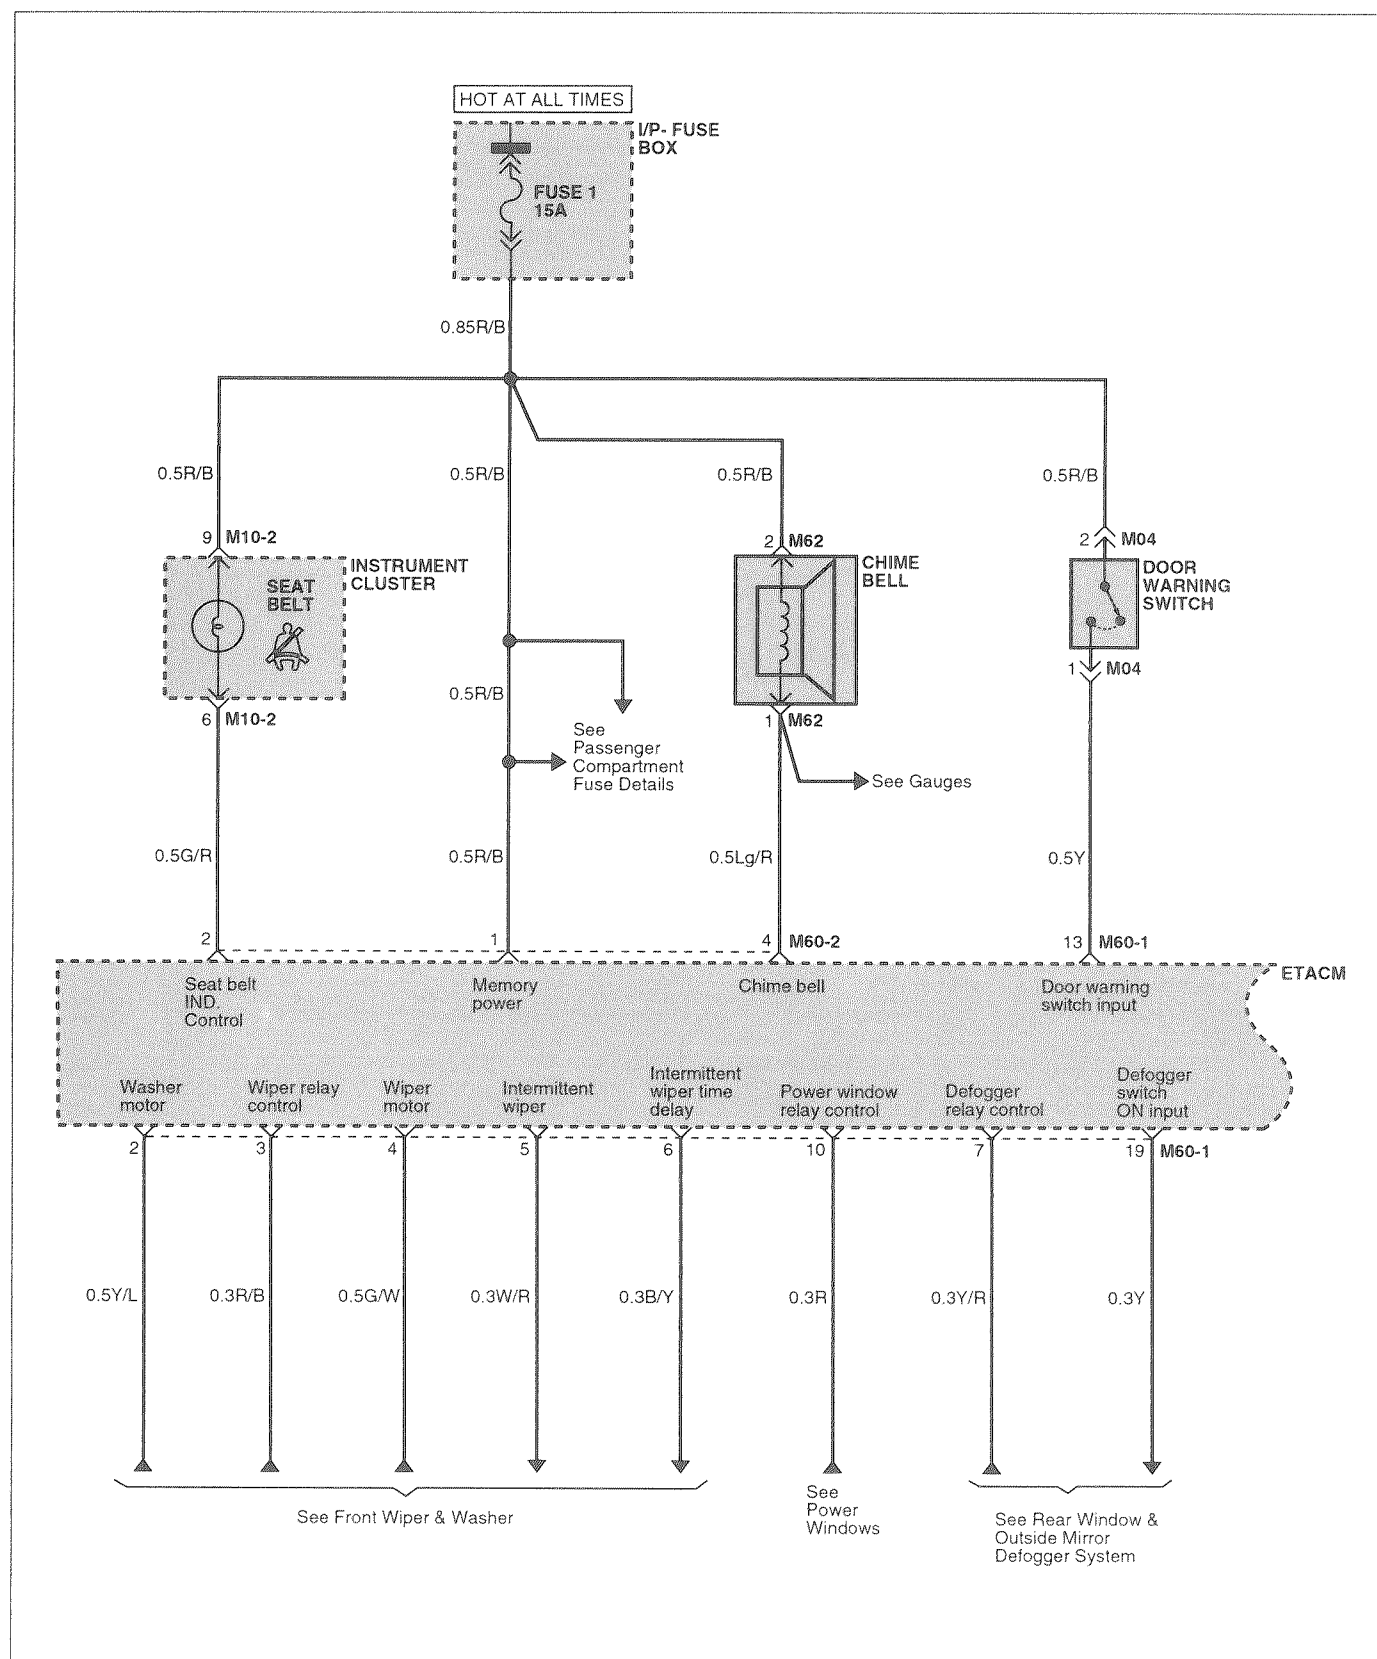 HOT AT ALL TIMES
I/P- FUSE
BOX
FUSE 1
15A
0.85R/B
0.5R/B
0.5R/B
0.5R/B
0.5R/B
9 M10-2
2 M62
2 M04
INSTRUMENT
CLUSTER
SEAT
BELT
CHIME
BELL
DOOR
WARNING
SWITCH
1 M04
0.5R/B
6 M10-2
1 M62
See
Passenger
Compartment
Fuse Details
See Gauges
0.5G/R
0.5R/B
0.5Lg/R
0.5Y
2
1
4 M60-2
13 M60-1
ETACM
Seat belt
IND.
Control
Memory
power
Chime bell
Door warning
switch input
Washer
motor
Wiper relay
control
Wiper
motor
Intermittent
wiper
Intermittent
wiper time
delay
Power window
relay control
Defogger
relay control
Defogger
switch
ON input
2
3
4
5
6
10
7
19 M60-1
0.5Y/L
0.3R/B
0.5G/W
0.3W/R
0.3B/Y
0.3R
0.3Y/R
0.3Y
See Front Wiper & Washer
See
Power
Windows
See Rear Window &
Outside Mirror
Defogger System